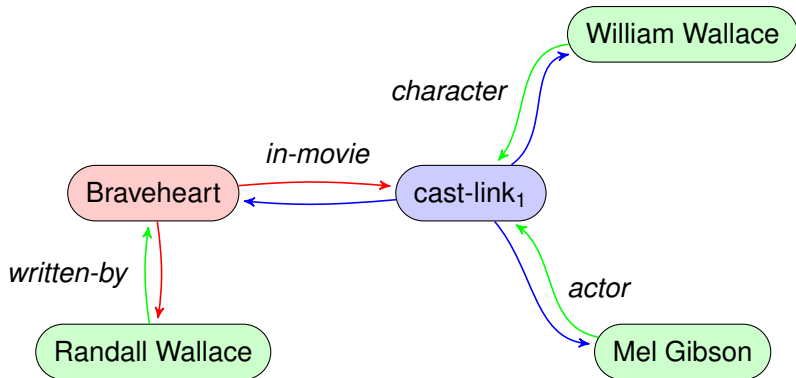 William Wallace
character
in-movie
Braveheart
cast-link₁
written-by
actor
Randall Wallace
Mel Gibson